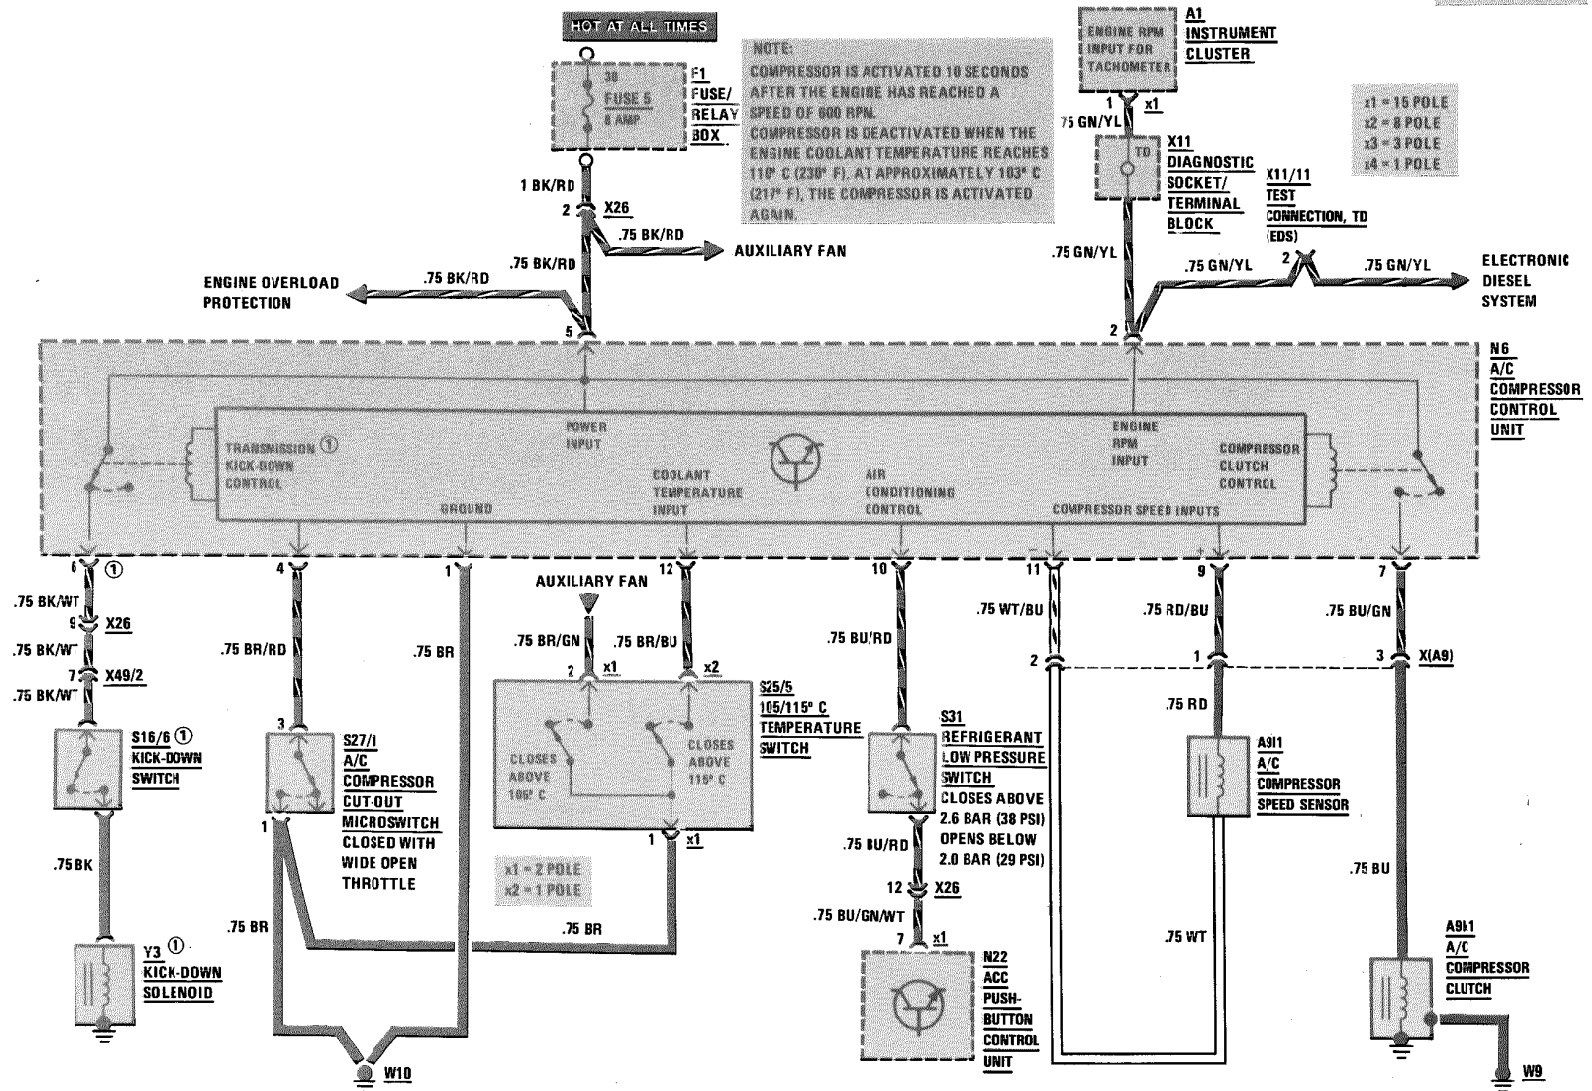 HOT AT ALL TIMES
30
FUSE 5
8 AMP
F1
FUSE/
RELAY
BOX
NOTE:
COMPRESSOR IS ACTIVATED 10 SECONDS
AFTER THE ENGINE HAS REACHED A
SPEED OF 600 RPM.
COMPRESSOR IS DEACTIVATED WHEN THE
ENGINE COOLANT TEMPERATURE REACHES
110° C (230° F). AT APPROXIMATELY 103° C
(217° F), THE COMPRESSOR IS ACTIVATED
AGAIN.
ENGINE RPM
INPUT FOR
TACHOMETER
A1
INSTRUMENT
CLUSTER
1
x1
.75 GN/YL
x1 = 15 POLE
x2 = 8 POLE
x3 = 3 POLE
x4 = 1 POLE
TD
X11
DIAGNOSTIC
SOCKET/
TERMINAL
BLOCK
X11/11
TEST
CONNECTION, TD
(EDS)
1 BK/RD
2
X26
.75 BK/RD
AUXILIARY FAN
.75 BK/RD
.75 BK/RD
ENGINE OVERLOAD
PROTECTION
5
.75 GN/YL
.75 GN/YL
2
.75 GN/YL
ELECTRONIC
DIESEL
SYSTEM
2
N6
A/C
COMPRESSOR
CONTROL
UNIT
TRANSMISSION ①
KICK-DOWN
CONTROL
POWER
INPUT
GROUND
COOLANT
TEMPERATURE
INPUT
AIR
CONDITIONING
CONTROL
ENGINE
RPM
INPUT
COMPRESSOR
CLUTCH
CONTROL
COMPRESSOR SPEED INPUTS
−
+
6
①
4
1
12
10
11
9
7
AUXILIARY FAN
.75 BK/WT
9
X26
.75 BK/WT
7
X49/2
.75 BK/WT
.75 BR/RD
.75 BR
.75 BR/GN
.75 BR/BU
2
x1
x2
.75 BU/RD
.75 WT/BU
.75 RD/BU
.75 BU/GN
2
1
3
X(A9)
.75 RD
S16/6 ①
KICK-DOWN
SWITCH
3
S27/1
A/C
COMPRESSOR
CUT-OUT
MICROSWITCH
CLOSED WITH
WIDE OPEN
THROTTLE
1
CLOSES
ABOVE
105° C
CLOSES
ABOVE
115° C
S25/5
105/115° C
TEMPERATURE
SWITCH
1
x1
x1 = 2 POLE
x2 = 1 POLE
S31
REFRIGERANT
LOW PRESSURE
SWITCH
CLOSES ABOVE
2.6 BAR (38 PSI)
OPENS BELOW
2.0 BAR (29 PSI)
A9I1
A/C
COMPRESSOR
SPEED SENSOR
.75 BK
.75 BU/RD
12
X26
.75 BU/GN/WT
7
x1
.75 BU
.75 BR
.75 BR
.75 WT
Y3 ①
KICK-DOWN
SOLENOID
N22
ACC
PUSH-
BUTTON
CONTROL
UNIT
A9k1
A/C
COMPRESSOR
CLUTCH
W10
W9